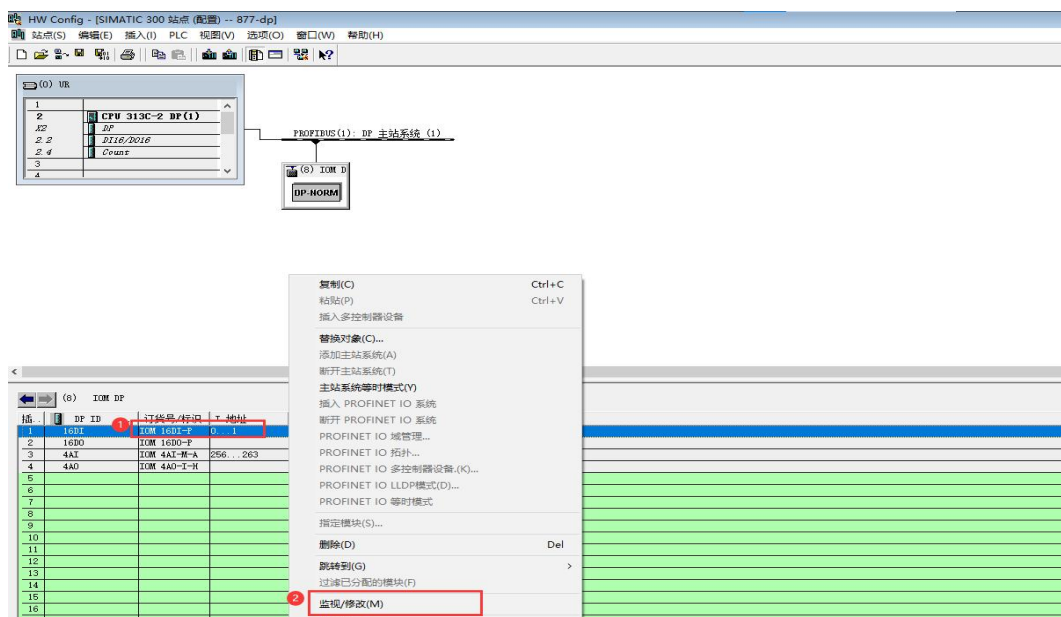 HW Config - [SIMATIC 300 站点 (配置) -- 877-dp]
站点(S) 编辑(E) 插入(I) PLC 视图(V) 选项(O) 窗口(W) 帮助(H)
(0) UR
1
2 CPU 313C-2 DP(1)
X2 DP
2.2 DI16/DO16
2.4 Count
3
4
PROFIBUS(1): DP 主站系统 (1)
(8) IOM D
DP-NORM
复制(C) Ctrl+C
粘贴(P) Ctrl+V
插入多控制器设备
替换对象(C)...
添加主站系统(A)
断开主站系统(T)
主站系统等时模式(Y)
插入 PROFINET IO 系统
断开 PROFINET IO 系统
PROFINET IO 域管理...
PROFINET IO 拓扑...
PROFINET IO 多控制器设备.(K)...
PROFINET IO LLDP模式(D)...
PROFINET IO 等时模式
指定模块(S)...
删除(D) Del
跳转到(G)
过滤已分配的模块(F)
2 监视/修改(M)
(8) IOM DP
插.. DP ID 订货号/标识 I 地址
1
1 16DI IOM 16DI-P 0...1
2 16DO IOM 16DO-P
3 4AI IOM 4AI-M-A 256...263
4 4AO IOM 4AO-I-H
5
6
7
8
9
10
11
12
13
14
15
16